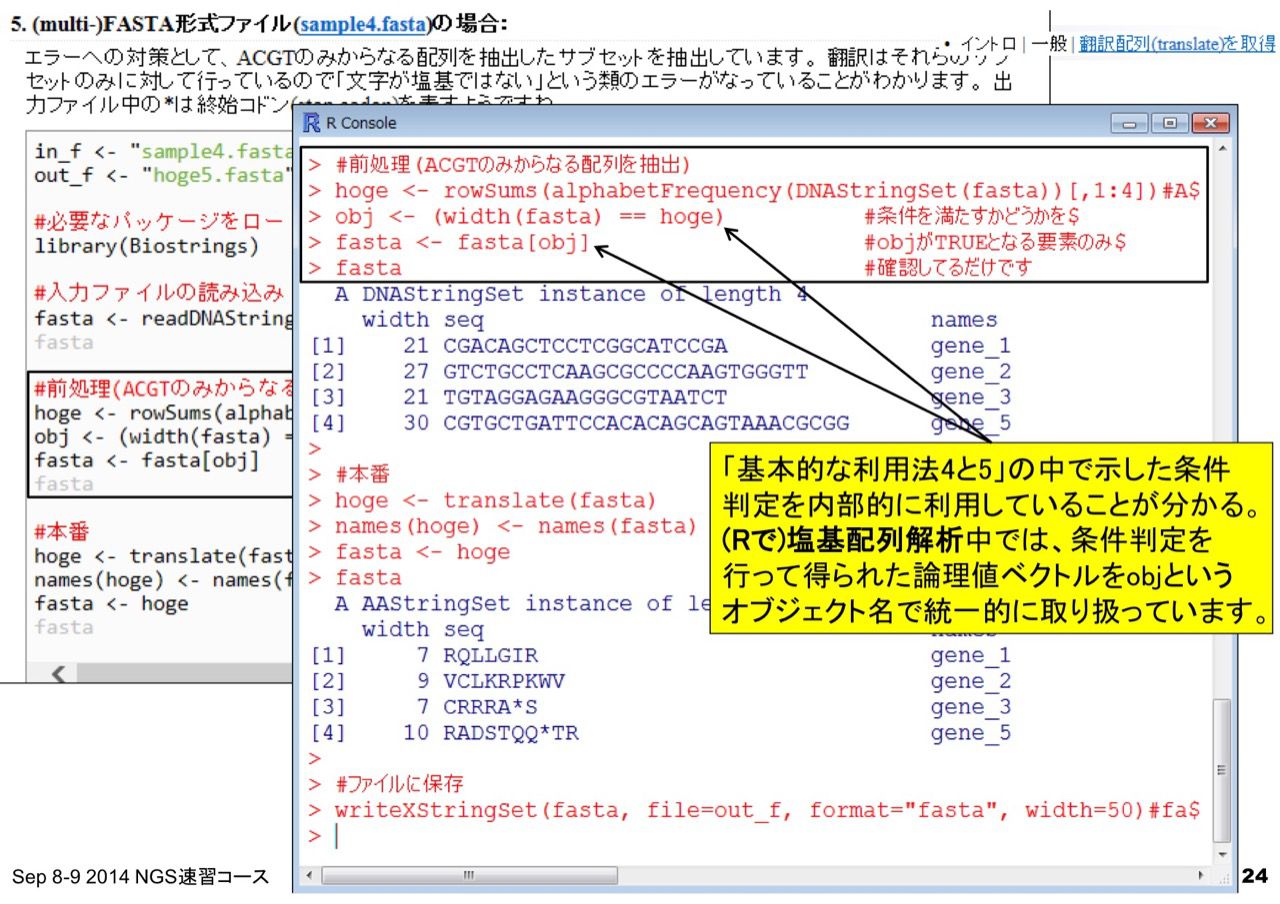 5. (multi-)FASTA形式ファイル(sample4.fasta)の場合:
• イントロ | 一般 | 翻訳配列(translate)を取得
エラーへの対策として、ACGTのみからなる配列を抽出したサブセットを抽出しています。翻訳はそれらのサブ
セットのみに対して行っているので「文字が塩基ではない」という類のエラーがなっていることがわかります。出
力ファイル中の*は終始コドン(stop codon)を表すようですね
in_f <- "sample4.fasta
out_f <- "hoge5.fasta"
#必要なパッケージをロー
library(Biostrings)
#入力ファイルの読み込み
fasta <- readDNAString
fasta
#前処理(ACGTのみからなる
hoge <- rowSums(alphab
obj <- (width(fasta) =
fasta <- fasta[obj]
fasta
#本番
hoge <- translate(fast
names(hoge) <- names(f
fasta <- hoge
fasta
R Console
> #前処理(ACGTのみからなる配列を抽出)
> hoge <- rowSums(alphabetFrequency(DNAStringSet(fasta))[,1:4])#A$
> obj <- (width(fasta) == hoge) #条件を満たすかどうかを$
> fasta <- fasta[obj] #objがTRUEとなる要素のみ$
> fasta #確認してるだけです
A DNAStringSet instance of length 4
width seq names
[1] 21 CGACAGCTCCTCGGCATCCGA gene_1
[2] 27 GTCTGCCTCAAGCGCCCCAAGTGGGTT gene_2
[3] 21 TGTAGGAGAAGGGCGTAATCT gene_3
[4] 30 CGTGCTGATTCCACACAGCAGTAAACGCGG gene_5
>
> #本番
> hoge <- translate(fasta)
> names(hoge) <- names(fasta)
> fasta <- hoge
> fasta
A AAStringSet instance of le
width seq names
[1] 7 RQLLGIR gene_1
[2] 9 VCLKRPKWV gene_2
[3] 7 CRRRA*S gene_3
[4] 10 RADSTQQ*TR gene_5
>
> #ファイルに保存
> writeXStringSet(fasta, file=out_f, format="fasta", width=50)#fa$
>
「基本的な利用法4と5」の中で示した条件
判定を内部的に利用していることが分かる。
(Rで)塩基配列解析中では、条件判定を
行って得られた論理値ベクトルをobjという
オブジェクト名で統一的に取り扱っています。
Sep 8-9 2014 NGS速習コース
24